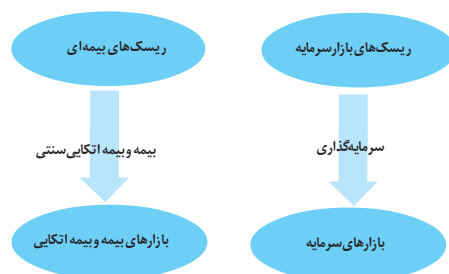 ریسک‌های بازار سرمایه
ریسک‌های بیمه‌ای
سرمایه‌گذاری
بیمه و بیمه اتکایی سنتی
بازارهای سرمایه
بازارهای بیمه و بیمه اتکایی